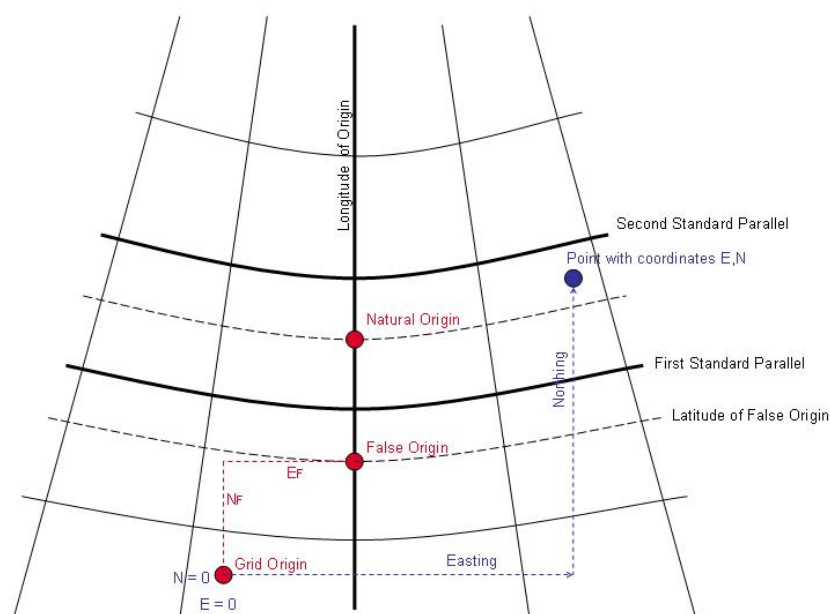 Longitude of Origin
Second Standard Parallel
Point with coordinates E,N
Natural Origin
First Standard Parallel
Northing
Latitude of False Origin
False Origin
EF
NF
Grid Origin
Easting
N = 0
E = 0